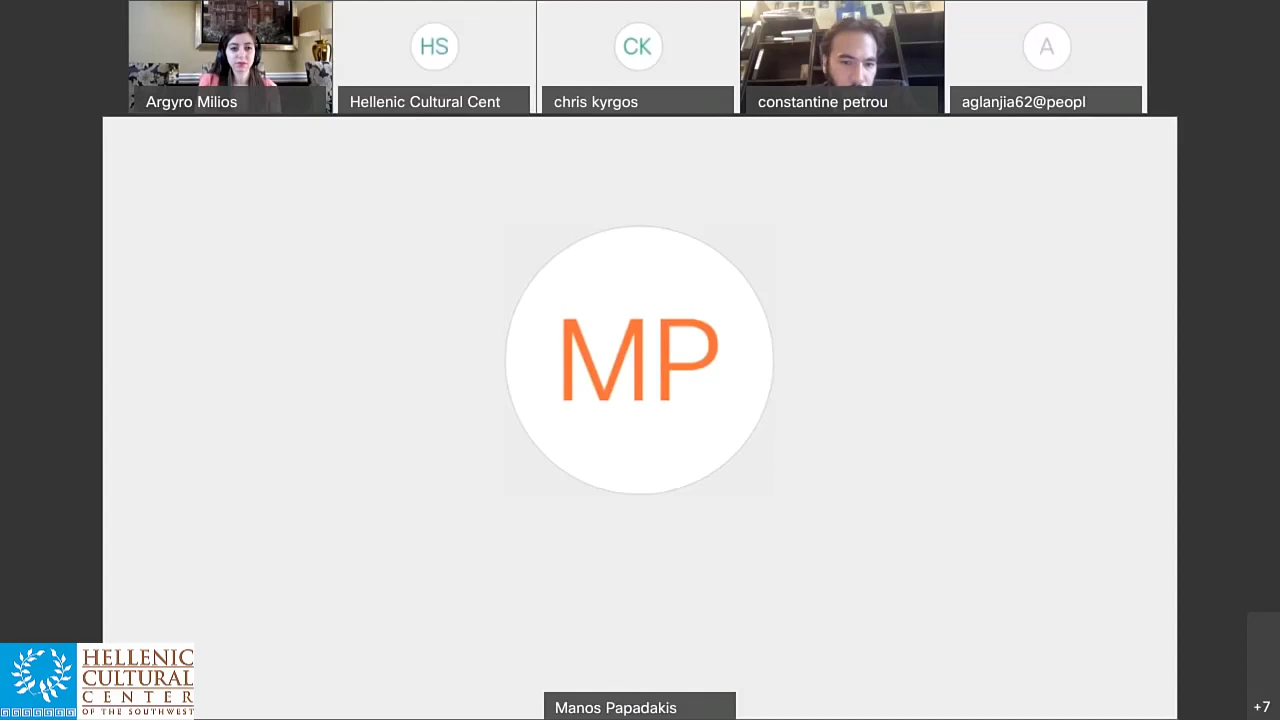 HS
CK
A
Argyro Milios
Hellenic Cultural Cent
chris kyrgos
constantine petrou
aglanjia62@peopl
MP
HELLENIC
CULTURAL
CENTER
OF THE SOUTHWEST
Manos Papadakis
+7